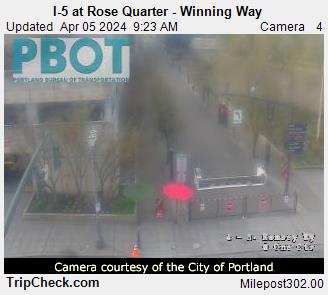 I-5 at Rose Quarter - Winning Way
Updated Apr 05 2024 9:23 AM Camera 4
PBOT
PORTLAND BUREAU OF TRANSPORTATION
Camera courtesy of the City of Portland
TripCheck.com Milepost302.00